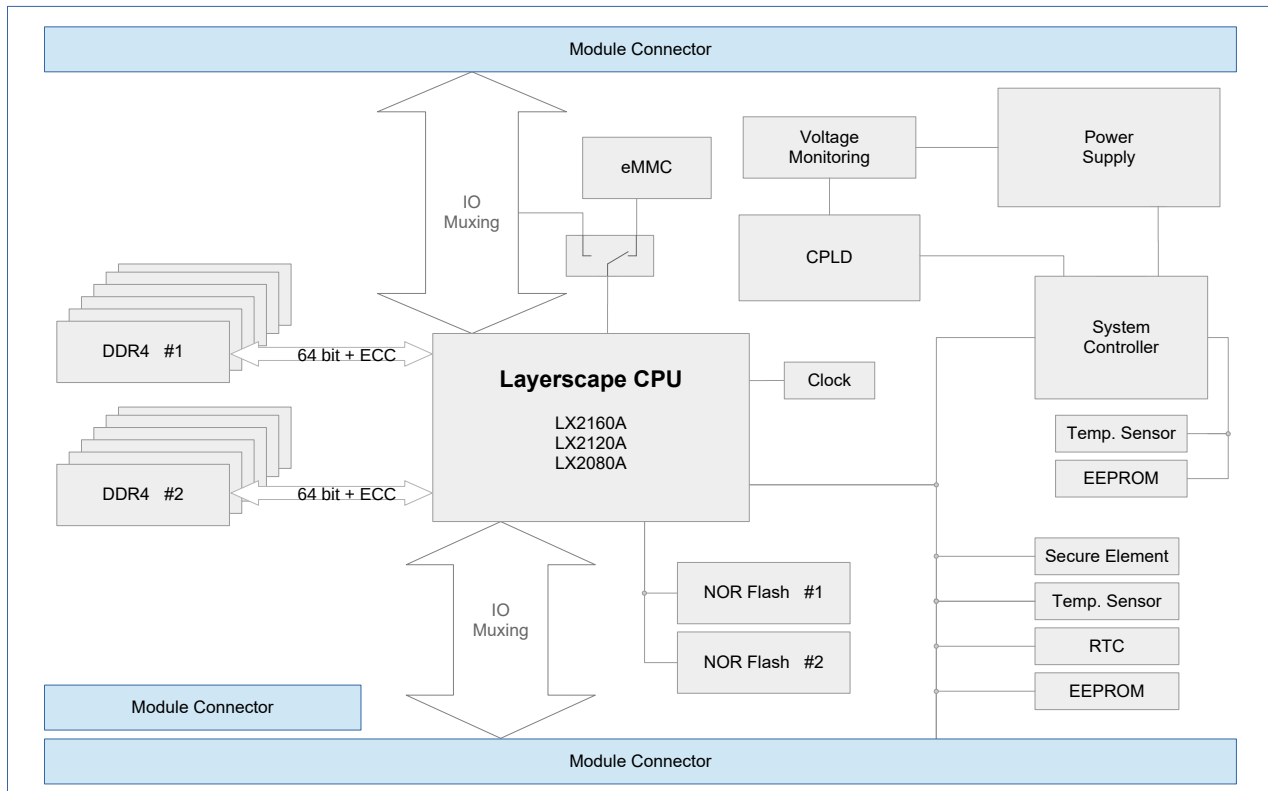 Module Connector
Voltage
Monitoring
Power
Supply
eMMC
IO
Muxing
CPLD
System
Controller
DDR4 #1
64 bit + ECC
Layerscape CPU
LX2160A
LX2120A
LX2080A
Clock
Temp. Sensor
EEPROM
DDR4 #2
64 bit + ECC
Secure Element
Temp. Sensor
RTC
EEPROM
NOR Flash #1
NOR Flash #2
IO
Muxing
Module Connector
Module Connector